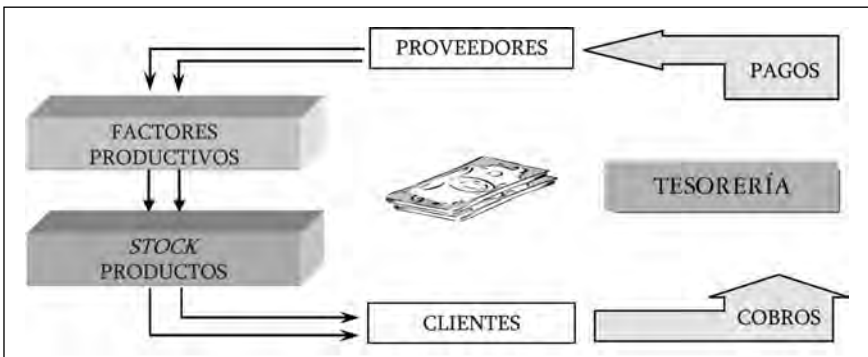 PROVEEDORES
PAGOS
FACTORES
PRODUCTIVOS
TESORERÍA
STOCK
PRODUCTOS
CLIENTES
COBROS